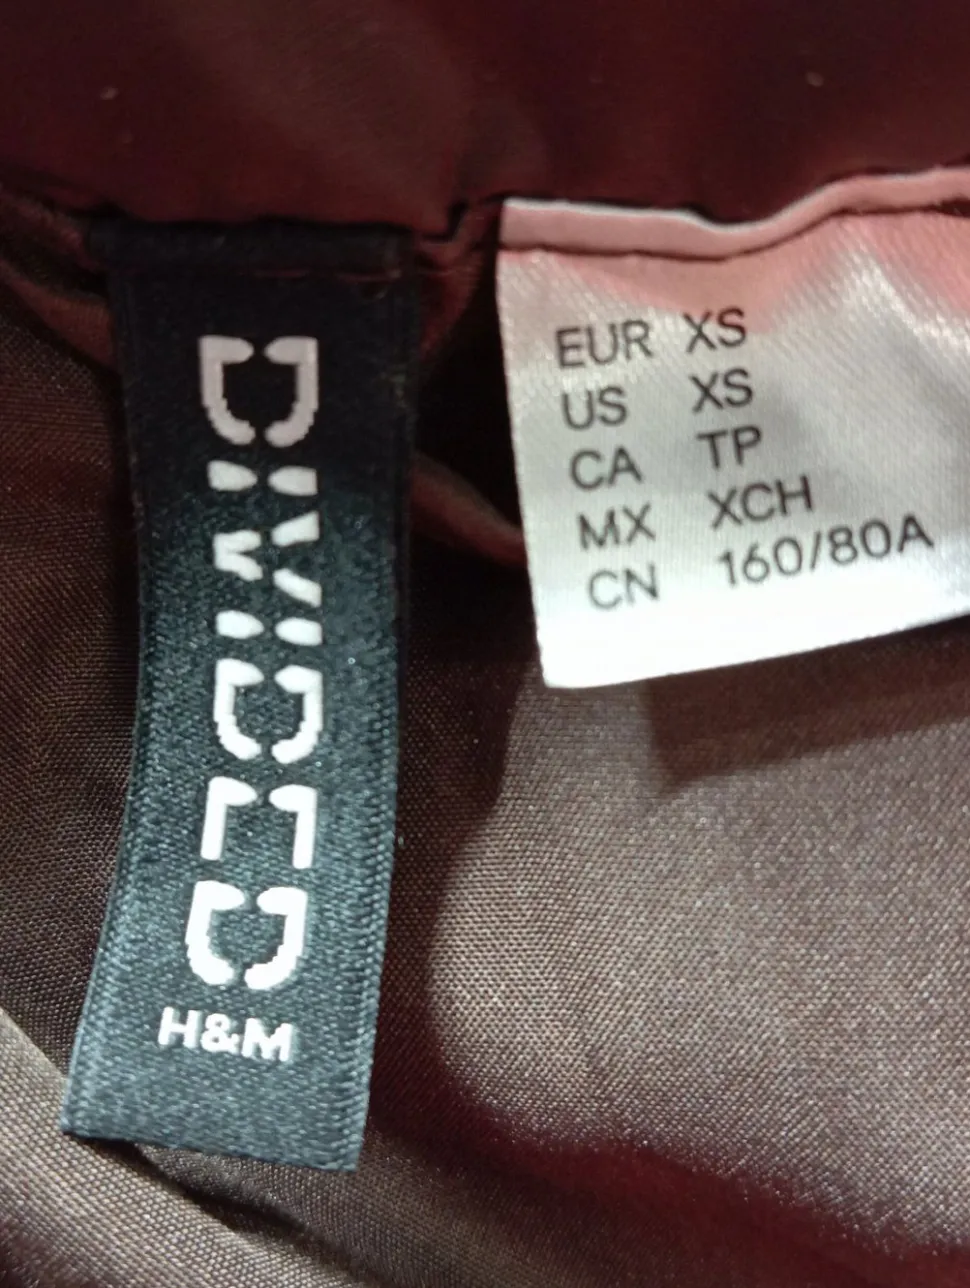 DIVIDED
H&M
EUR XS
US XS
CA TP
MX XCH
CN 160/80A